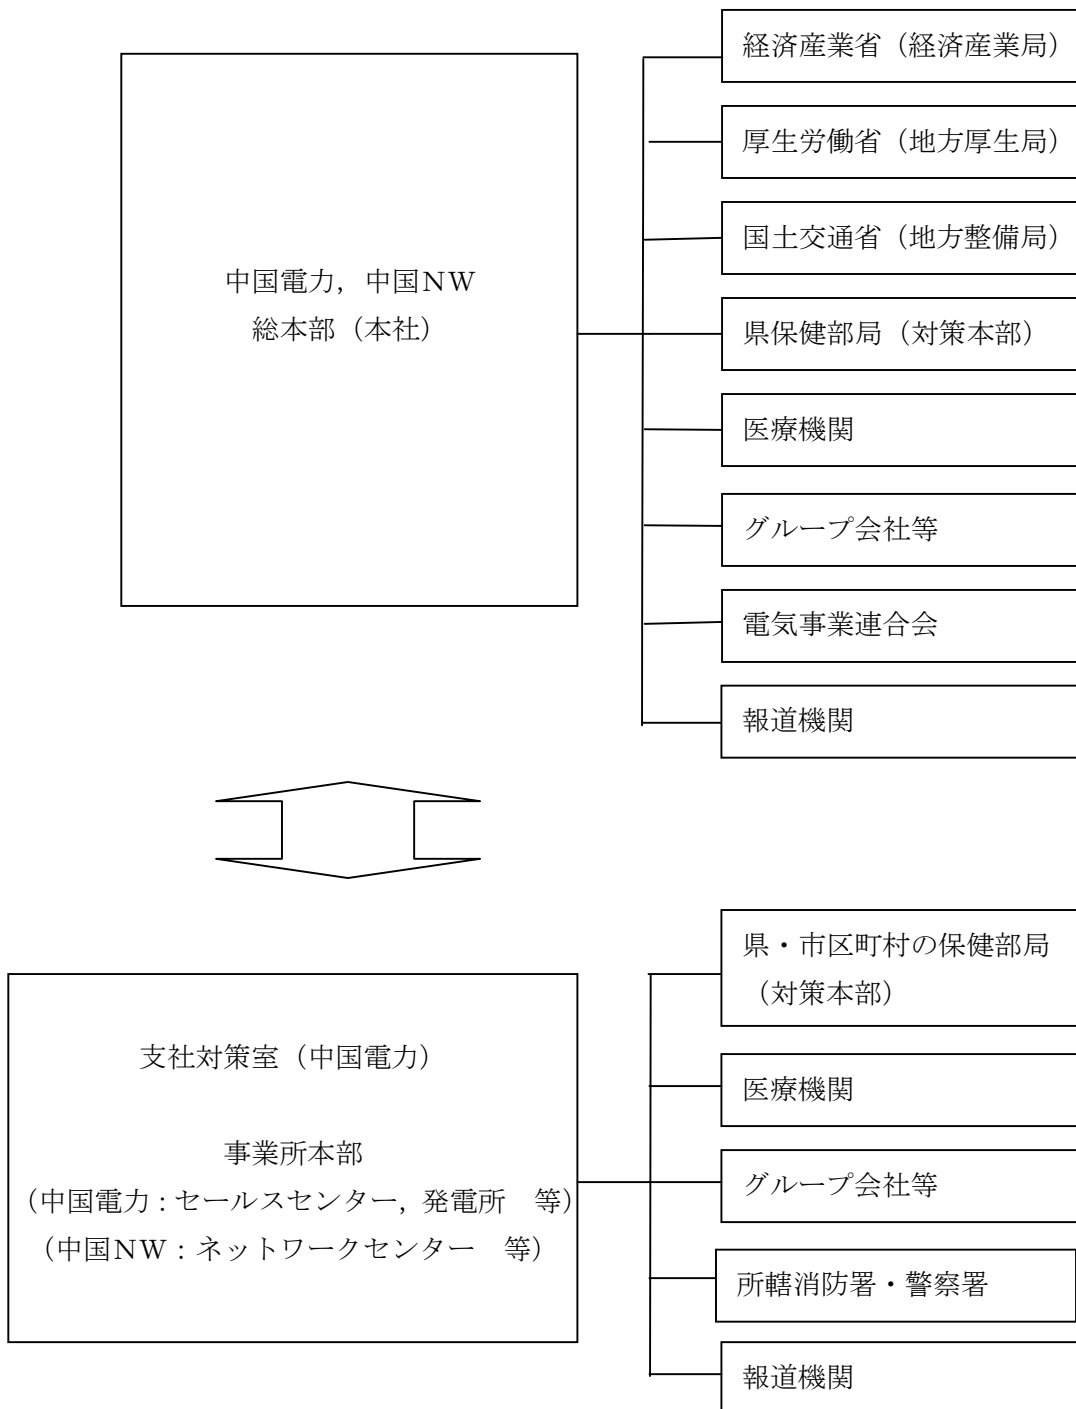 経済産業省（経済産業局）
厚生労働省（地方厚生局）
国土交通省（地方整備局）
中国電力，中国ＮＷ
総本部（本社）
県保健部局（対策本部）
医療機関
グループ会社等
電気事業連合会
報道機関
県・市区町村の保健部局
（対策本部）
支社対策室（中国電力）
事業所本部
（中国電力：セールスセンター，発電所　等）
（中国ＮＷ：ネットワークセンター　等）
医療機関
グループ会社等
所轄消防署・警察署
報道機関